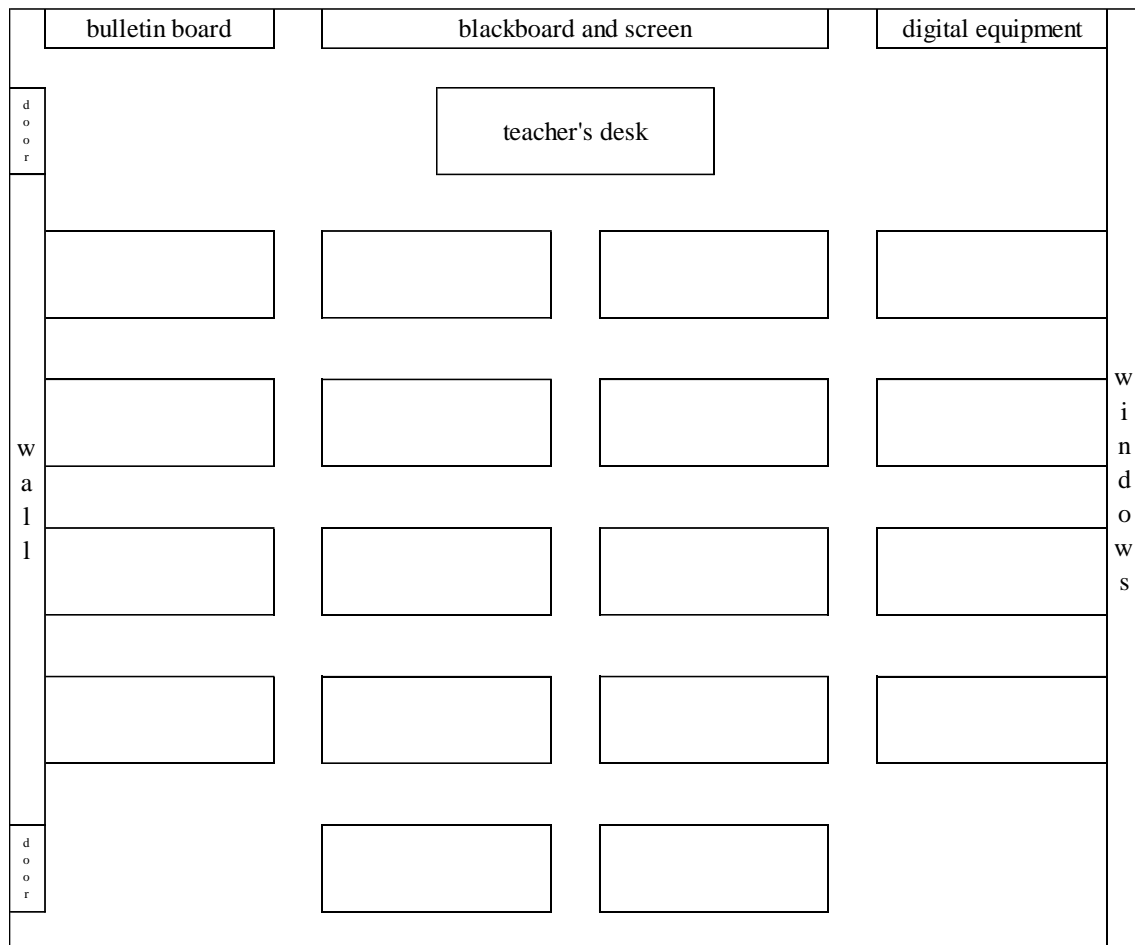 bulletin board
blackboard and screen
digital equipment
door
teacher's desk
wall
windows
door